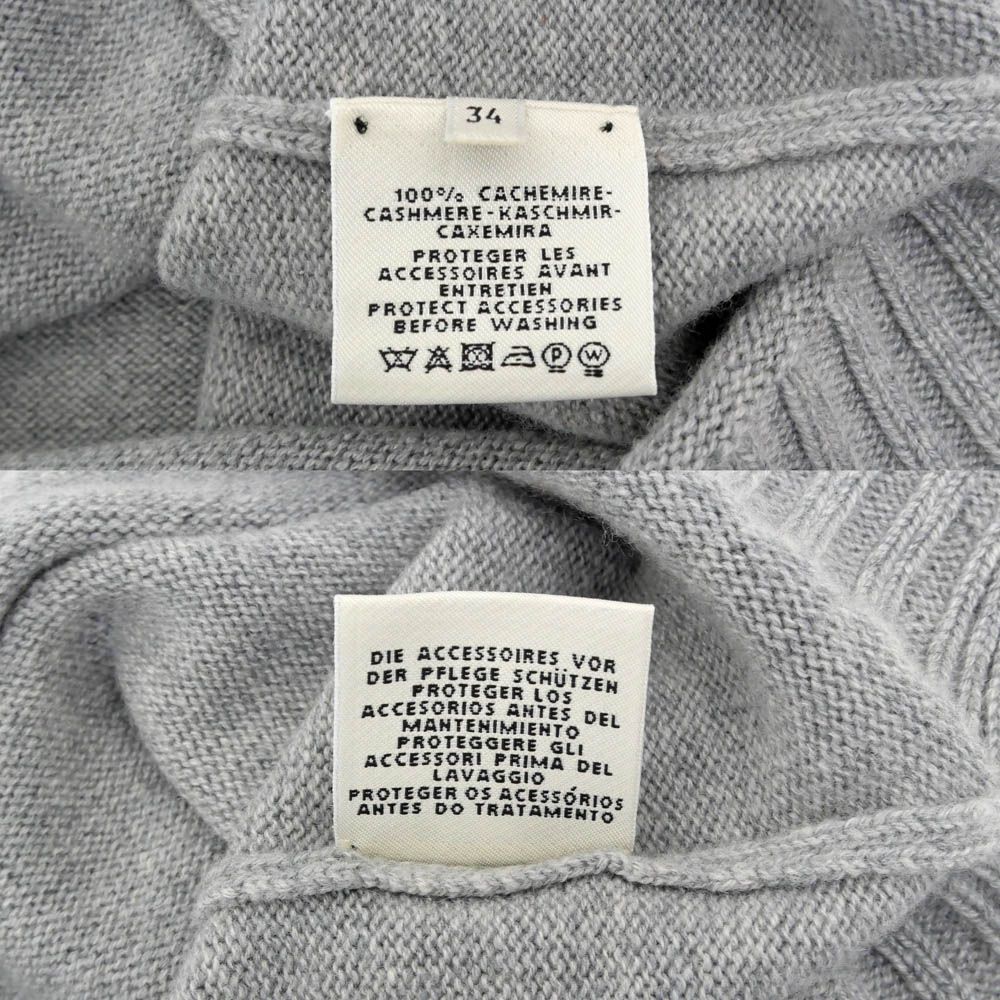 34
100% CACHEMIRE-
CASHMERE-KASCHMIR-
CAXEMIRA
PROTEGER LES
ACCESSOIRES AVANT
ENTRETIEN
PROTECT ACCESSORIES
BEFORE WASHING
P W
DIE ACCESSOIRES VOR
DER PFLEGE SCHÜTZEN
PROTEGER LOS
ACCESORIOS ANTES DEL
MANTENIMIENTO
PROTEGGERE GLI
ACCESSORI PRIMA DEL
LAVAGGIO
PROTEGER OS ACESSÓRIOS
ANTES DO TRATAMENTO